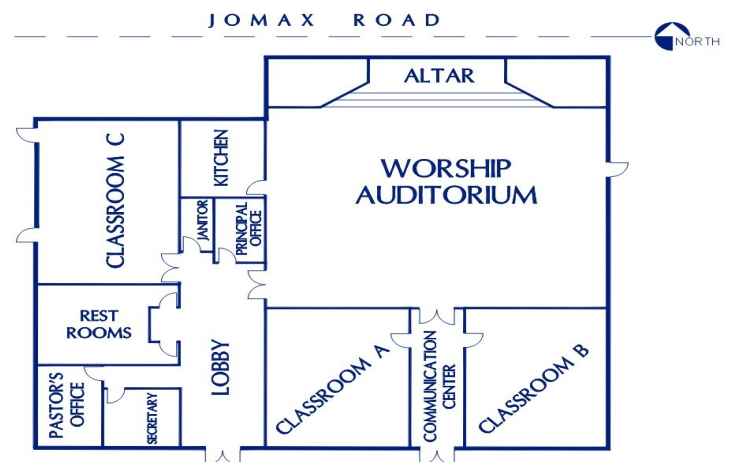 JOMAX ROAD
NORTH
ALTAR
CLASSROOM C
KITCHEN
WORSHIP
AUDITORIUM
JANITOR
PRINCIPAL
OFFICE
REST
ROOMS
LOBBY
CLASSROOM A
COMMUNICATION
CENTER
CLASSROOM B
PASTOR'S
OFFICE
SECRETARY